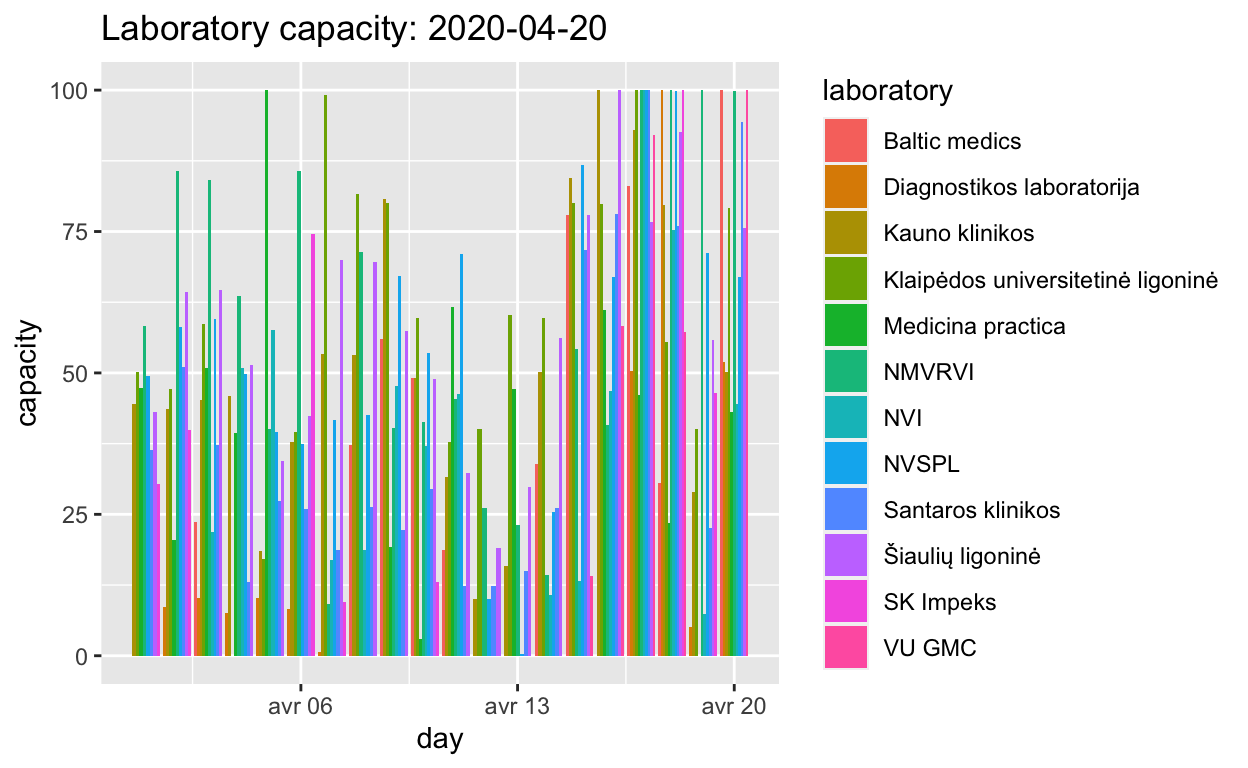 Laboratory capacity: 2020-04-20
100
75
50
25
0
capacity
avr 06
avr 13
avr 20
day
laboratory
Baltic medics
Diagnostikos laboratorija
Kauno klinikos
Klaipėdos universitetinė ligoninė
Medicina practica
NMVRVI
NVI
NVSPL
Santaros klinikos
Šiaulių ligoninė
SK Impeks
VU GMC